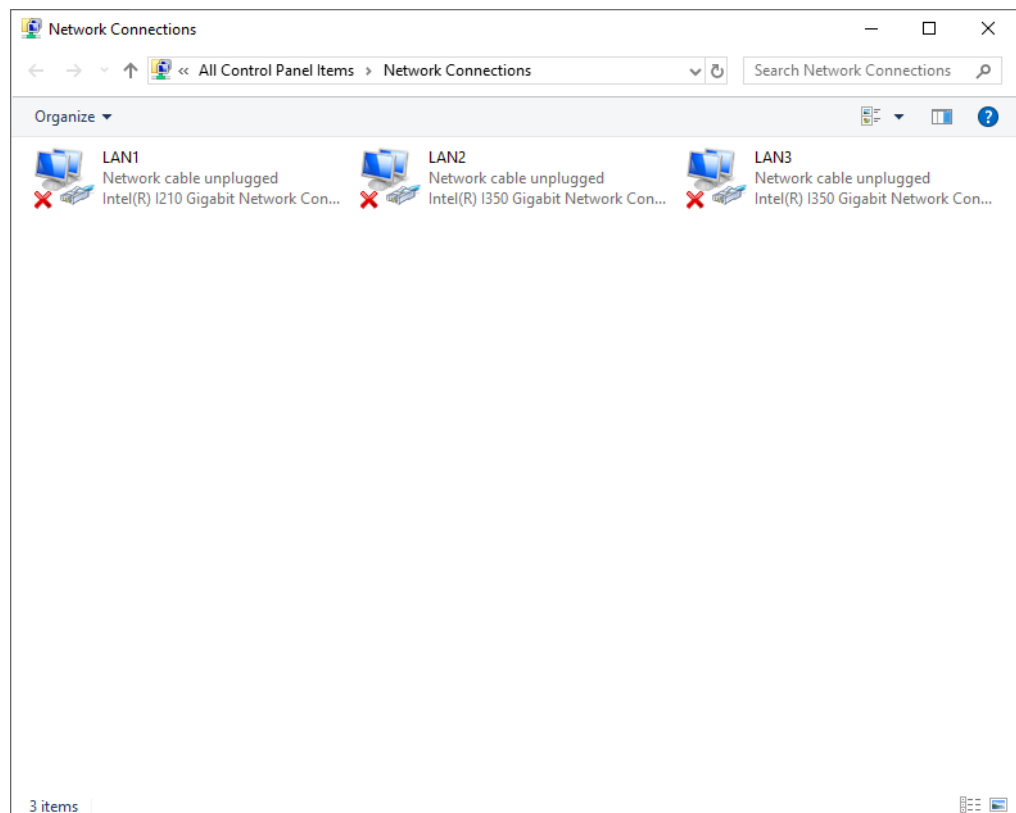 Network Connections
« All Control Panel Items > Network Connections
Search Network Connections
Organize
LAN1
Network cable unplugged
Intel(R) I210 Gigabit Network Con...
LAN2
Network cable unplugged
Intel(R) I350 Gigabit Network Con...
LAN3
Network cable unplugged
Intel(R) I350 Gigabit Network Con...
3 items